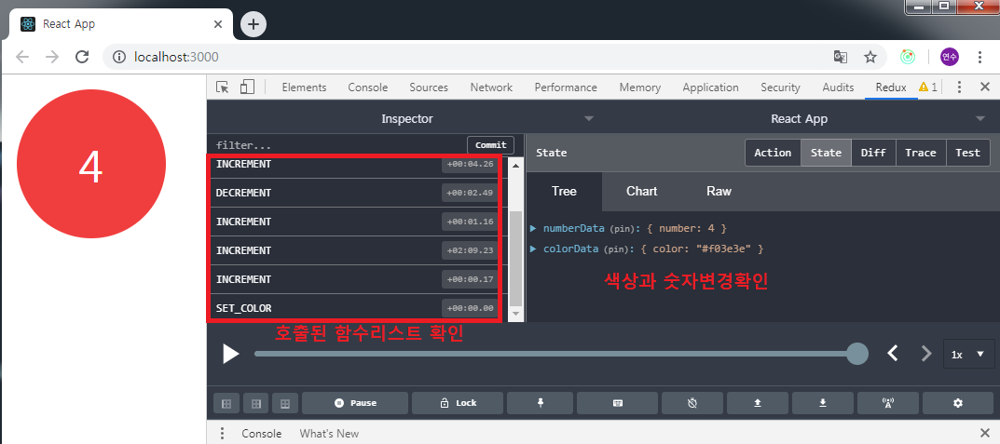 React App
localhost:3000
연수
4
Elements Console Sources Network Performance Memory Application Security Audits Redux 1
Inspector React App
filter... Commit
State Action State Diff Trace Test
INCREMENT +00:04.26
DECREMENT +00:02.49
INCREMENT +00:01.16
INCREMENT +02:09.23
INCREMENT +00:00.17
SET_COLOR +00:00.00
Tree Chart Raw
numberData (pin): { number: 4 }
colorData (pin): { color: "#f03e3e" }
색상과 숫자변경확인
호출된 함수리스트 확인
1x
Pause Lock
Console What's New